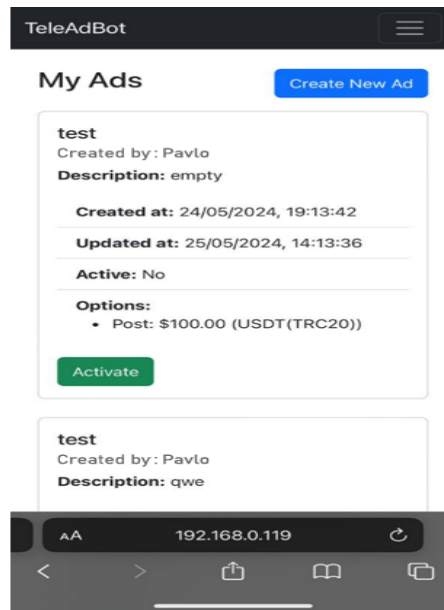 TeleAdBot
My Ads
Create New Ad
test
Created by: Pavlo
Description: empty
Created at: 24/05/2024, 19:13:42
Updated at: 25/05/2024, 14:13:36
Active: No
Options:
• Post: $100.00 (USDT(TRC20))
Activate
test
Created by: Pavlo
Description: qwe
AA
192.168.0.119